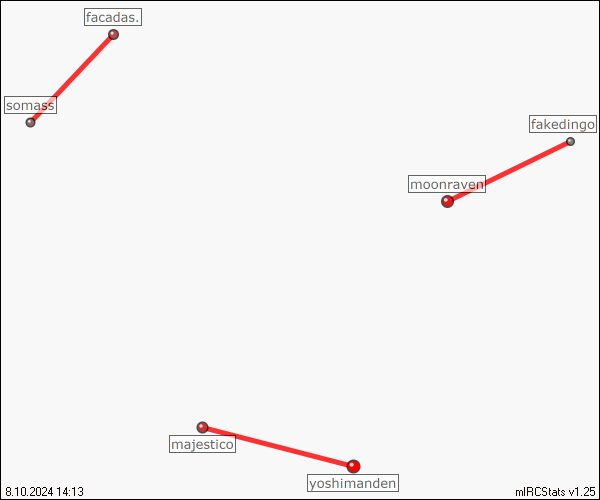 facadas.
somass
fakedingo
moonraven
majestico
yoshimanden
8.10.2024 14:13
mIRCStats v1.25